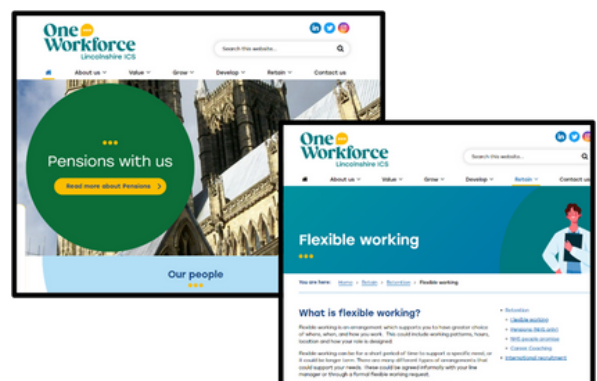 One
Workforce
Lincolnshire ICS
Search this website...
About us
Value
Grow
Develop
Retain
Contact us
Pensions with us
Read more about Pensions
Our people
One
Workforce
Lincolnshire ICS
Search this website...
About us
Value
Grow
Develop
Retain
Contact us
Flexible working
You are here: Home › Retain › Retention › Flexible working
What is flexible working?
Flexible working is an arrangement which supports you to have greater choice
of where, when, and how you work. This could include working patterns, hours,
location and how your role is designed.
Flexible working can be for a short period of time to support a specific need, or
it could be longer term. There are many different types of arrangements that
could support your needs. These could be agreed informally with your line
manager or through a formal flexible working request.
Retention
Flexible working
Pensions (NHS only)
NHS people promise
Career Coaching
International recruitment